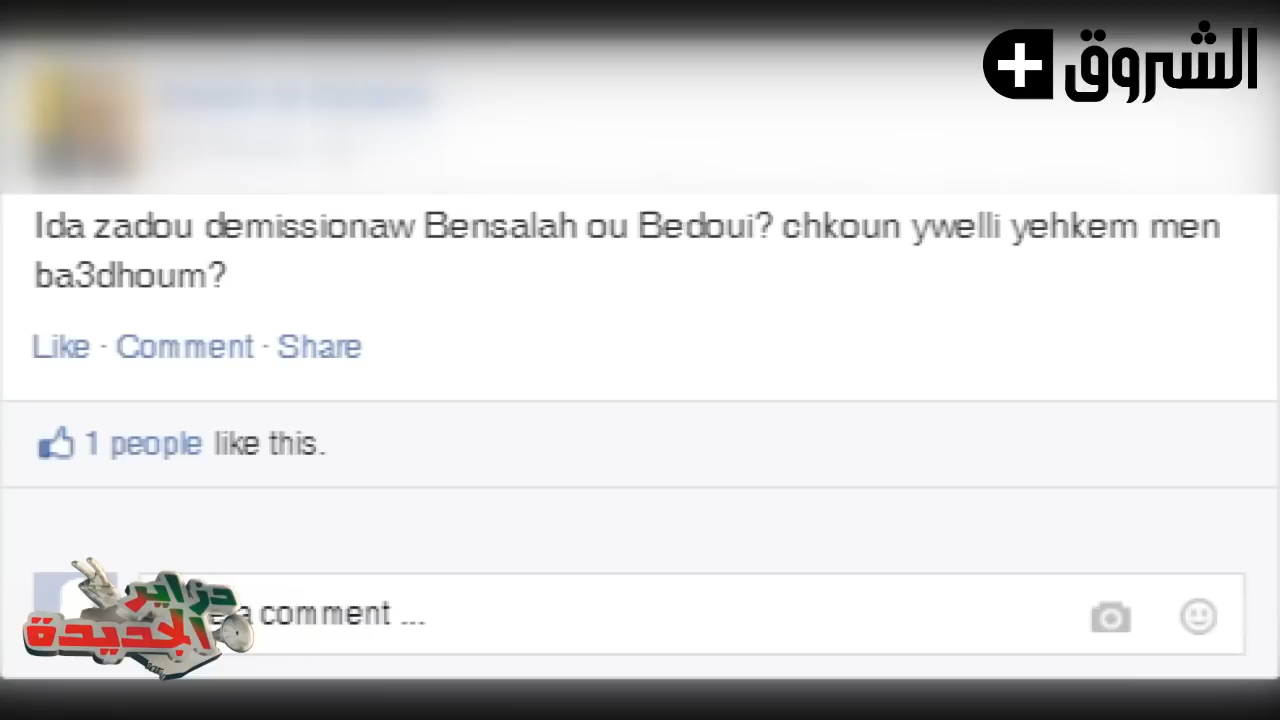 الشروق+
Ida zadou demissionaw Bensalah ou Bedoui? chkoun ywelli yehkem men
ba3dhoum?
Like · Comment · Share
1 people like this.
a comment ...
دزاير
الجديدة